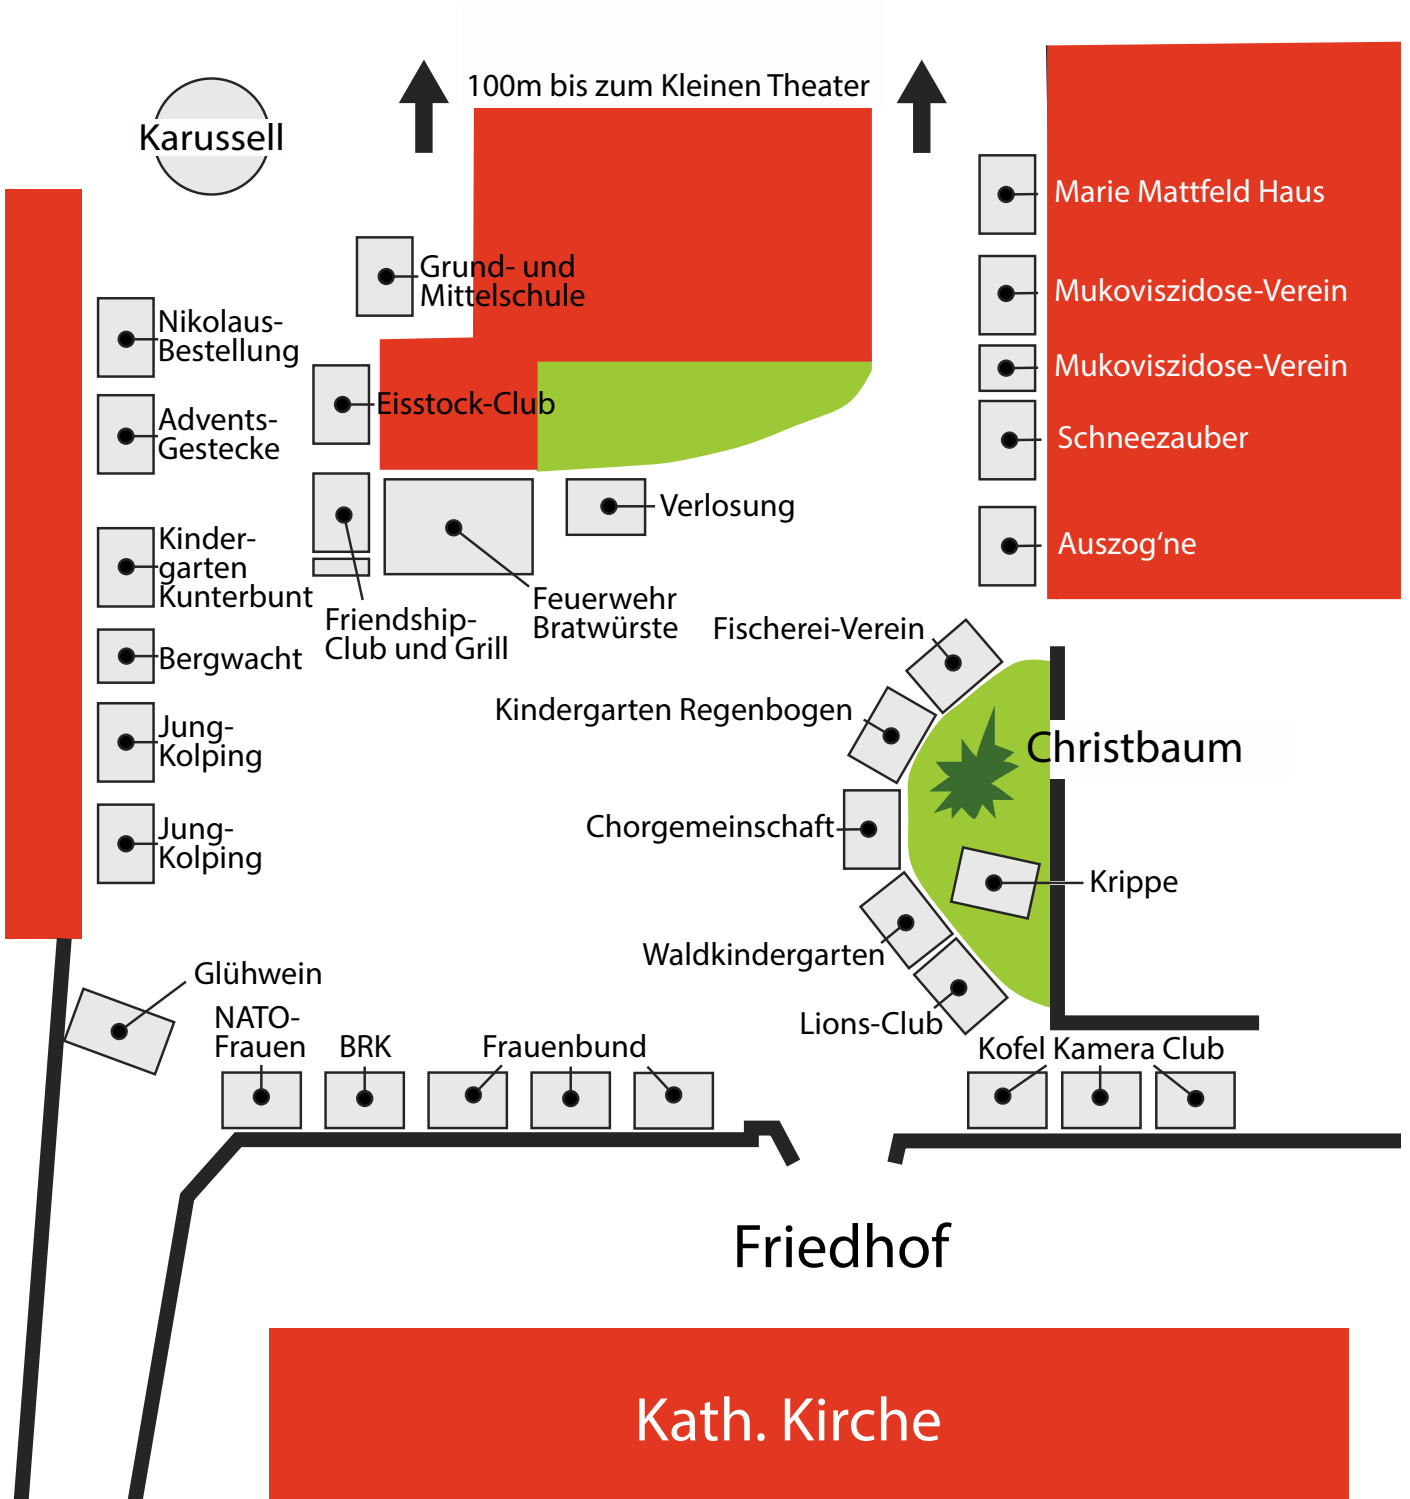 100m bis zum Kleinen Theater
Karussell
Marie Mattfeld Haus
Grund- und
Mittelschule
Mukoviszidose-Verein
Nikolaus-
Bestellung
Mukoviszidose-Verein
Eisstock-Club
Advents-
Gestecke
Schneezauber
Verlosung
Kinder-
garten
Kunterbunt
Auszog‘ne
Feuerwehr
Bratwürste
Friendship-
Club und Grill
Fischerei-Verein
Bergwacht
Kindergarten Regenbogen
Jung-
Kolping
Christbaum
Jung-
Kolping
Chorgemeinschaft
Krippe
Waldkindergarten
Glühwein
NATO-
Frauen
BRK
Frauenbund
Lions-Club
Kofel Kamera Club
Friedhof
Kath. Kirche